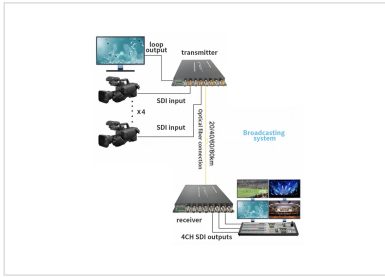 loop
output
transmitter
SDI input
X4
SDI input
Optical fiber connection
20/40/60/80km
Broadcasting
system
receiver
4CH SDI outputs